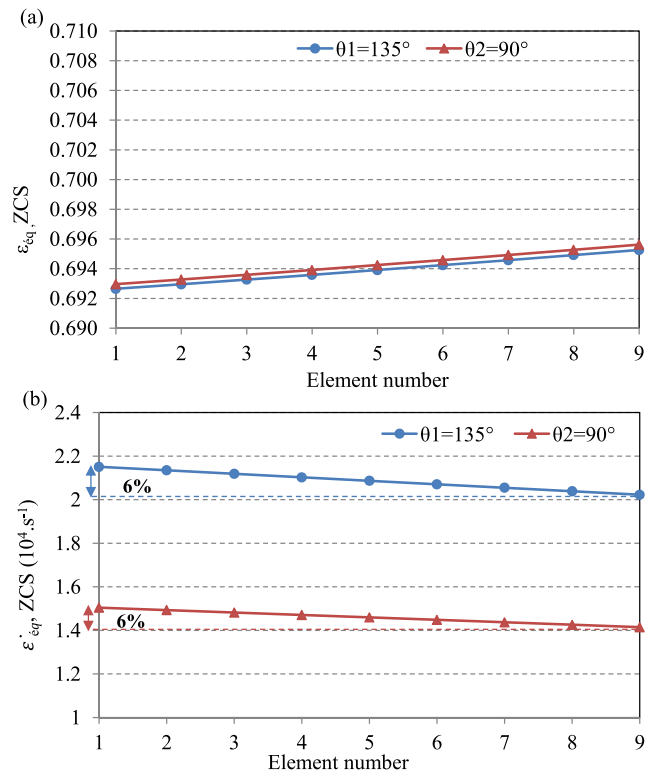 (a)
0.710
0.708
0.706
0.704
0.702
0.700
0.698
0.696
0.694
0.692
0.690
εéq, ZCS
θ1=135° θ2=90°
1 2 3 4 5 6 7 8 9
Element number
(b)
2.4
2.2
2
1.8
1.6
1.4
1.2
1
ε˙éq, ZCS (10⁴.s⁻¹)
θ1=135° θ2=90°
6%
6%
1 2 3 4 5 6 7 8 9
Element number